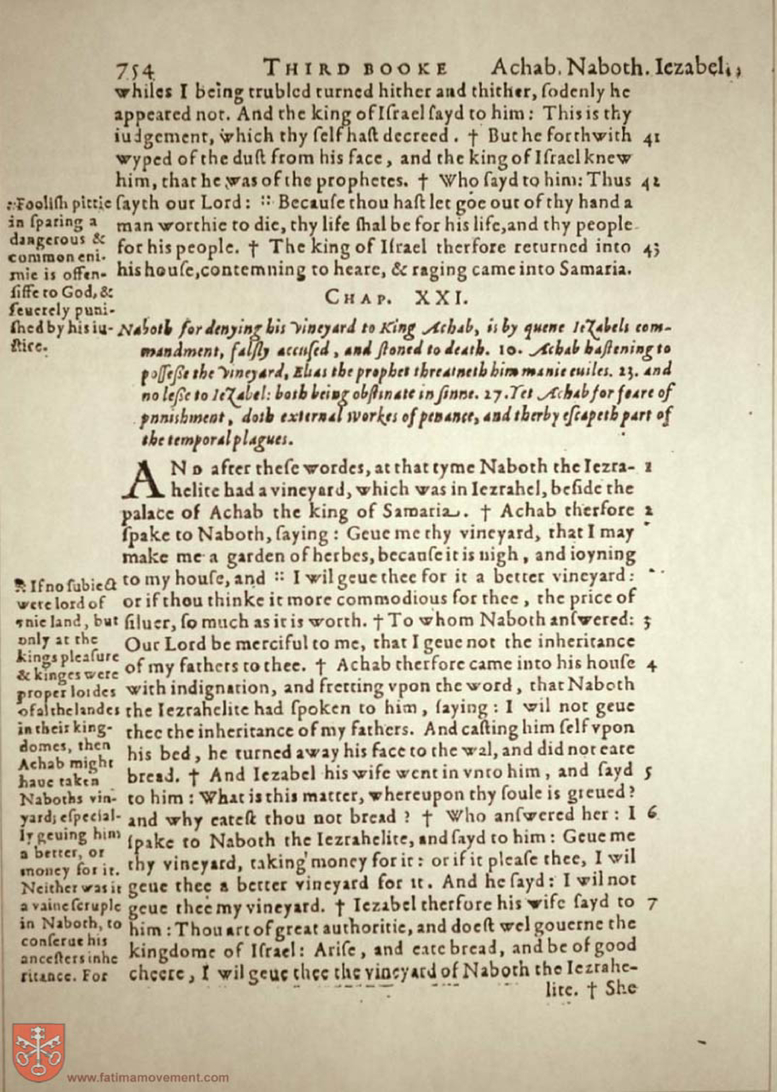 754 THIRD BOOKE Achab. Naboth. Iezabel.
whiles I being trubled turned hither and thither, ſodenly he
appeared not. And the king of Iſrael ſayd to him: This is thy
iudgement, which thy ſelf haſt decreed. † But he forthwith 41
wyped of the duſt from his face, and the king of Iſrael knew
him, that he was of the prophetes. † Who ſayd to him: Thus 42
ſayth our Lord: :: Becauſe thou haſt let goe out of thy hand a
man worthie to die, thy life ſhal be for his life, and thy people
for his people. † The king of Iſrael therfore returned into 43
his houſe, contemning to heare, & raging came into Samaria.
:: Fooliſh pittie
in ſparing a
dangerous &
common eni-
mie is offen-
ſiffe to God, &
ſeuerely puni-
ſhed by his iu-
ſtice.
CHAP. XXI.
Naboth for denying his vineyard to King Achab, is by quene IeZabels com-
mandment, falſly accuſed, and ſtoned to death. 10. Achab haſtening to
poſſeſſe the vineyard, Elias the prophet threatneth him manie euiles. 23. and
no leſſe to IeZabel: both being obſtinate in ſinne. 27. Yet Achab for feare of
punishment, doth external workes of penance, and therby eſcapeth part of
the temporal plagues.
AND after theſe wordes, at that tyme Naboth the Iezra- 1
helite had a vineyard, which was in Iezrahel, beſide the
palace of Achab the king of Samaria. † Achab therfore 2
ſpake to Naboth, ſaying: Geue me thy vineyard, that I may
make me a garden of herbes, becauſe it is nigh, and ioyning
to my houſe, and :: I wil geue thee for it a better vineyard:
or if thou thinke it more commodious for thee, the price of
ſiluer, ſo much as it is worth. † To whom Naboth anſwered: 3
Our Lord be merciful to me, that I geue not the inheritance
of my fathers to thee. † Achab therfore came into his houſe 4
with indignation, and fretting vpon the word, that Naboth
the Iezrahelite had ſpoken to him, ſaying: I wil not geue
thee the inheritance of my fathers. And caſting him ſelf vpon
his bed, he turned away his face to the wal, and did not eate
bread. † And Iezabel his wife went in vnto him, and ſayd 5
to him: What is this matter, whereupon thy ſoule is greued?
and why eateſt thou not bread? † Who anſwered her: I 6
ſpake to Naboth the Iezrahelite, and ſayd to him: Geue me
thy vineyard, taking money for it: or if it pleaſe thee, I wil
geue thee a better vineyard for it. And he ſayd: I wil not
geue thee my vineyard. † Iezabel therfore his wife ſayd to 7
him: Thou art of great authoritie, and doeſt wel gouerne the
kingdome of Iſrael: Ariſe, and eate bread, and be of good
cheere, I wil geue thee the vineyard of Naboth the Iezrahe-
lite. † She
:: If no ſubiect
were lord of
anie land, but
only at the
kings pleaſure
& kinges were
proper lordes
of al the landes
in their king-
domes, then
Achab might
haue taken
Naboths vin-
yard; eſpecial-
ly geuing him
a better, or
money for it.
Neither was it
a vaine ſcruple
in Naboth, to
conſerue his
anceſters inhe
ritance. For
www.fatimamovement.com